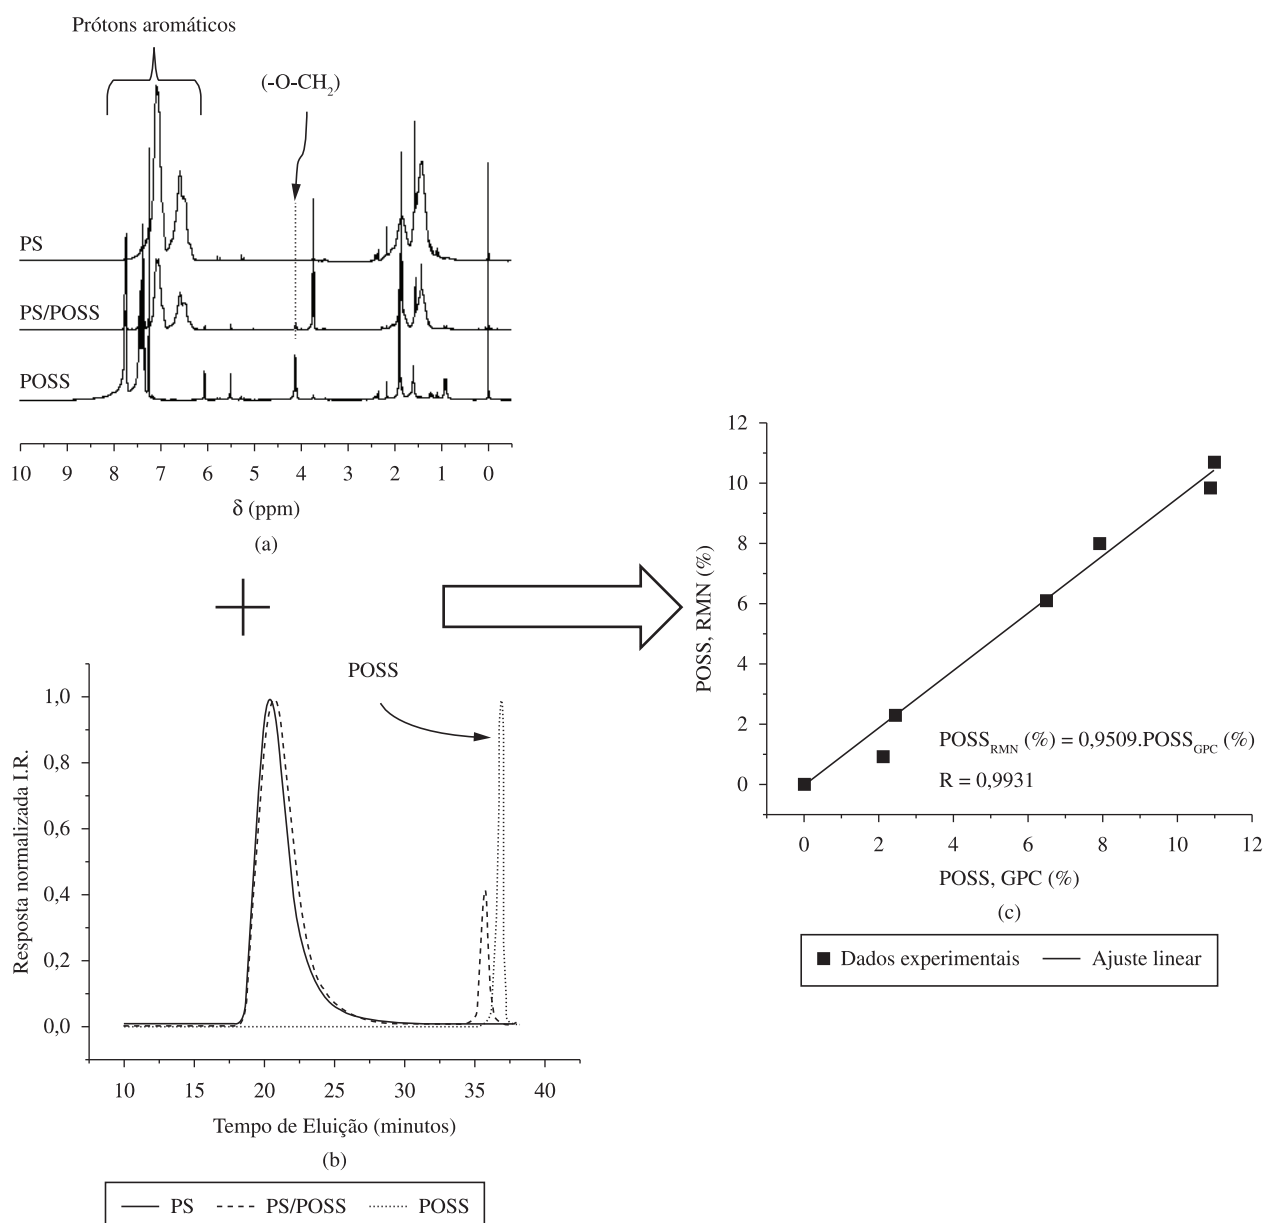 Prótons aromáticos
(-O-CH2)
PS
PS/POSS
POSS
10 9 8 7 6 5 4 3 2 1 0
δ (ppm)
(a)
POSS
1,0
0,8
0,6
0,4
0,2
0,0
Resposta normalizada I.R.
10 15 20 25 30 35 40
Tempo de Eluição (minutos)
(b)
PS PS/POSS POSS
12
10
8
6
4
2
0
POSS, RMN (%)
POSSRMN (%) = 0,9509.POSSGPC (%)
R = 0,9931
0 2 4 6 8 10 12
POSS, GPC (%)
(c)
Dados experimentais Ajuste linear